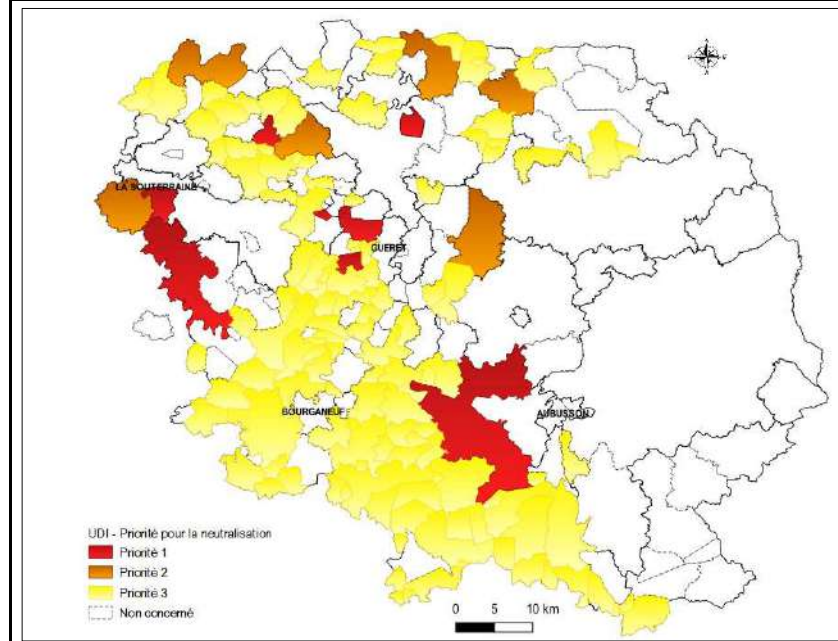 LA SOUTERRAINE
GUERET
BOURGANEUF
AUBUSSON
UDI - Priorité pour la neutralisation
Priorité 1
Priorité 2
Priorité 3
Non concerné
0 5 10 km